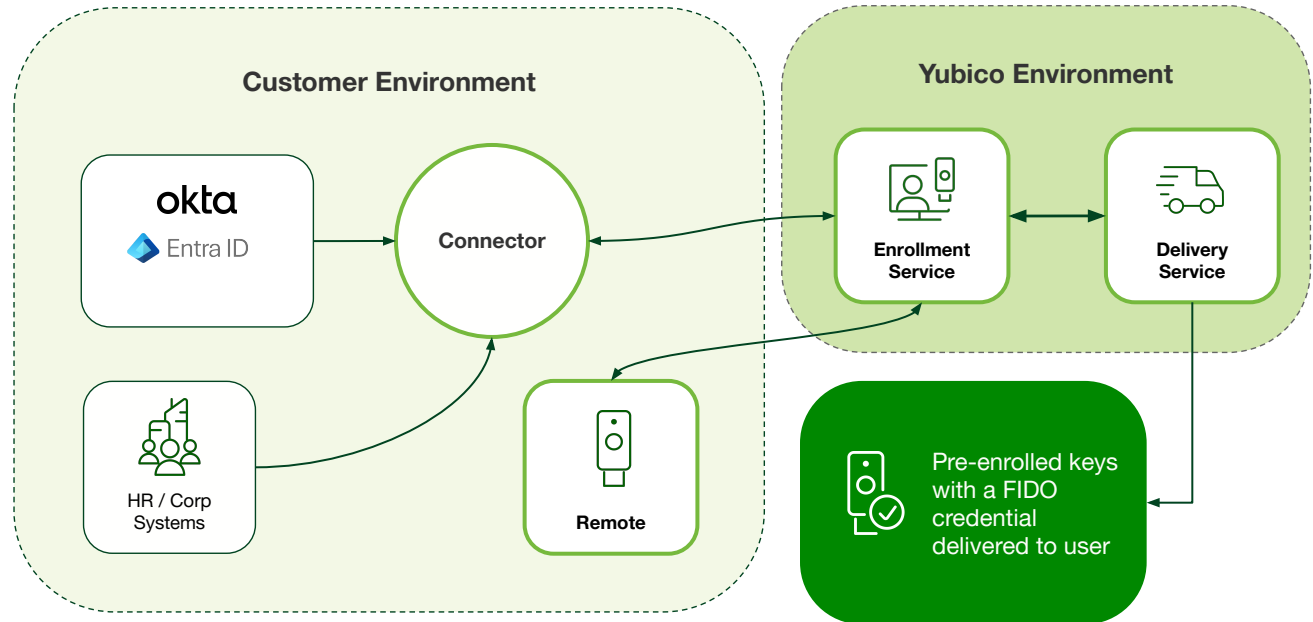 Customer Environment
Yubico Environment
okta
Entra ID
Connector
Enrollment
Service
Delivery
Service
HR / Corp
Systems
Remote
Pre-enrolled keys
with a FIDO
credential
delivered to user